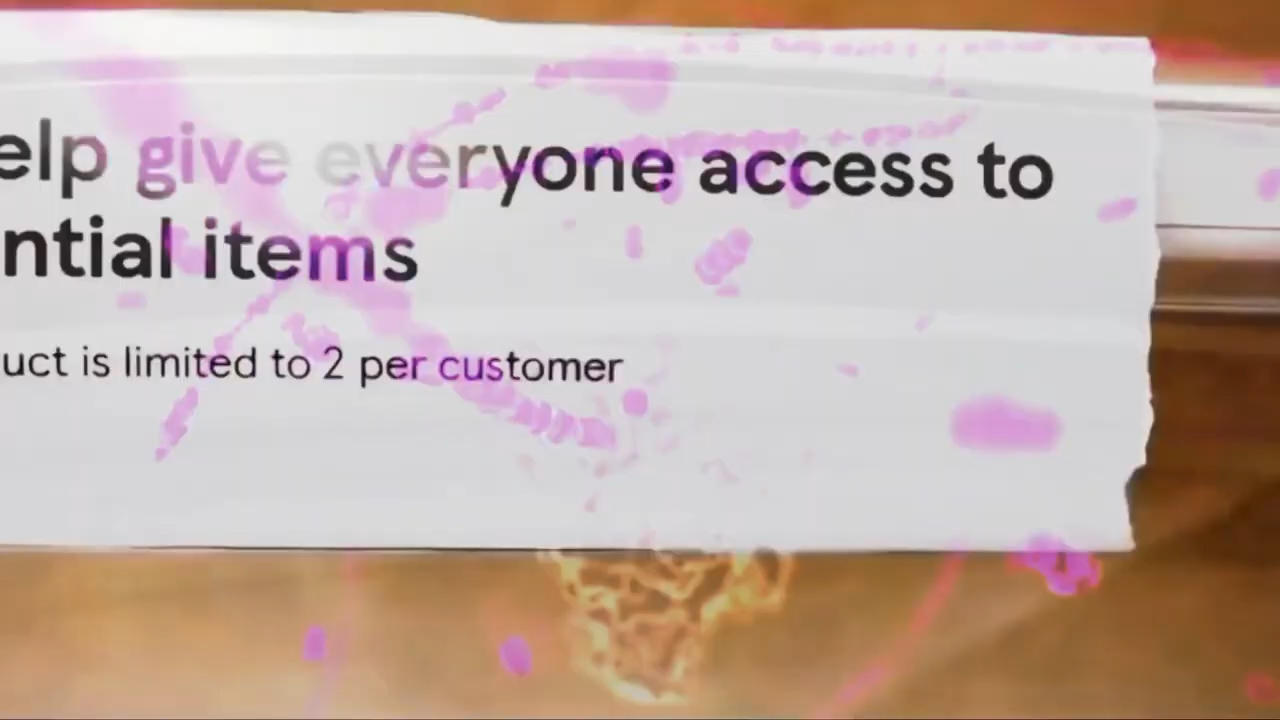 elp give everyone access to
ntial items
uct is limited to 2 per customer